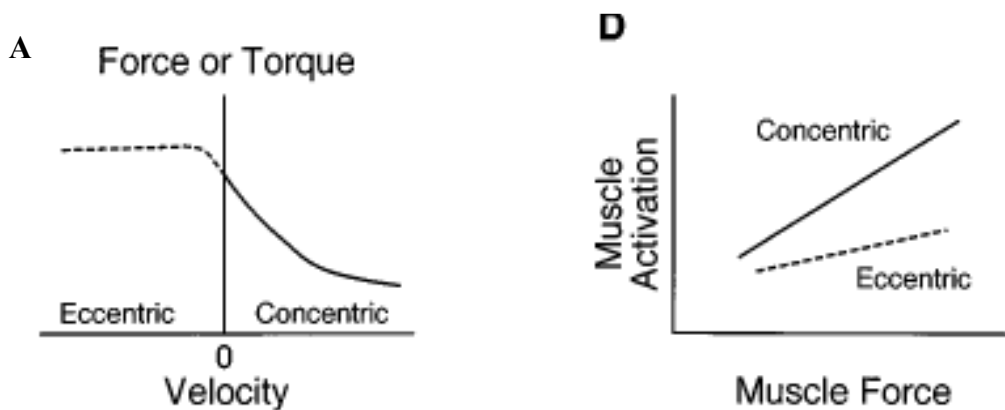 A
Force or Torque
Eccentric
Concentric
0
Velocity
D
Concentric
Muscle
Activation
Eccentric
Muscle Force